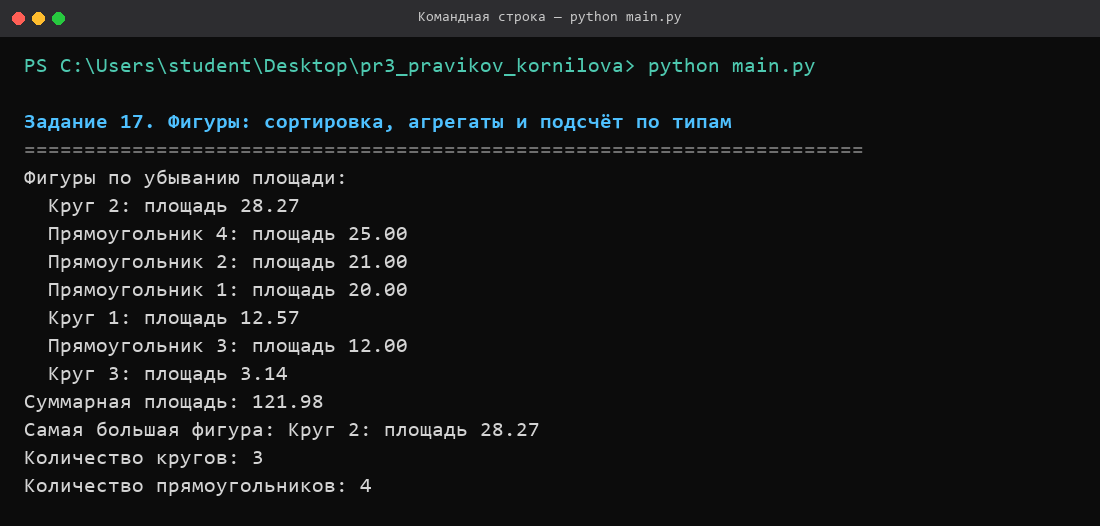 Командная строка — python main.py
PS C:\Users\student\Desktop\pr3_pravikov_kornilova> python main.py
Задание 17. Фигуры: сортировка, агрегаты и подсчёт по типам
======================================================================
Фигуры по убыванию площади:
  Круг 2: площадь 28.27
  Прямоугольник 4: площадь 25.00
  Прямоугольник 2: площадь 21.00
  Прямоугольник 1: площадь 20.00
  Круг 1: площадь 12.57
  Прямоугольник 3: площадь 12.00
  Круг 3: площадь 3.14
Суммарная площадь: 121.98
Самая большая фигура: Круг 2: площадь 28.27
Количество кругов: 3
Количество прямоугольников: 4